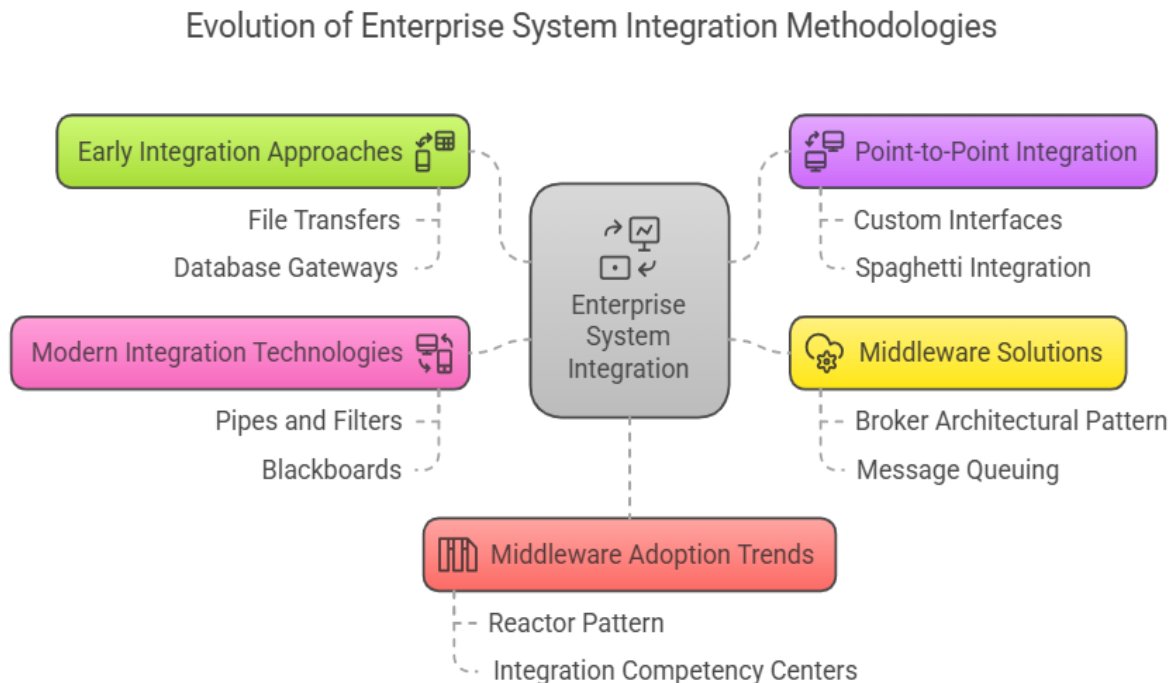 Evolution of Enterprise System Integration Methodologies
Early Integration Approaches
File Transfers
Database Gateways
Modern Integration Technologies
Pipes and Filters
Blackboards
Enterprise
System
Integration
Point-to-Point Integration
Custom Interfaces
Spaghetti Integration
Middleware Solutions
Broker Architectural Pattern
Message Queuing
Middleware Adoption Trends
Reactor Pattern
Integration Competency Centers